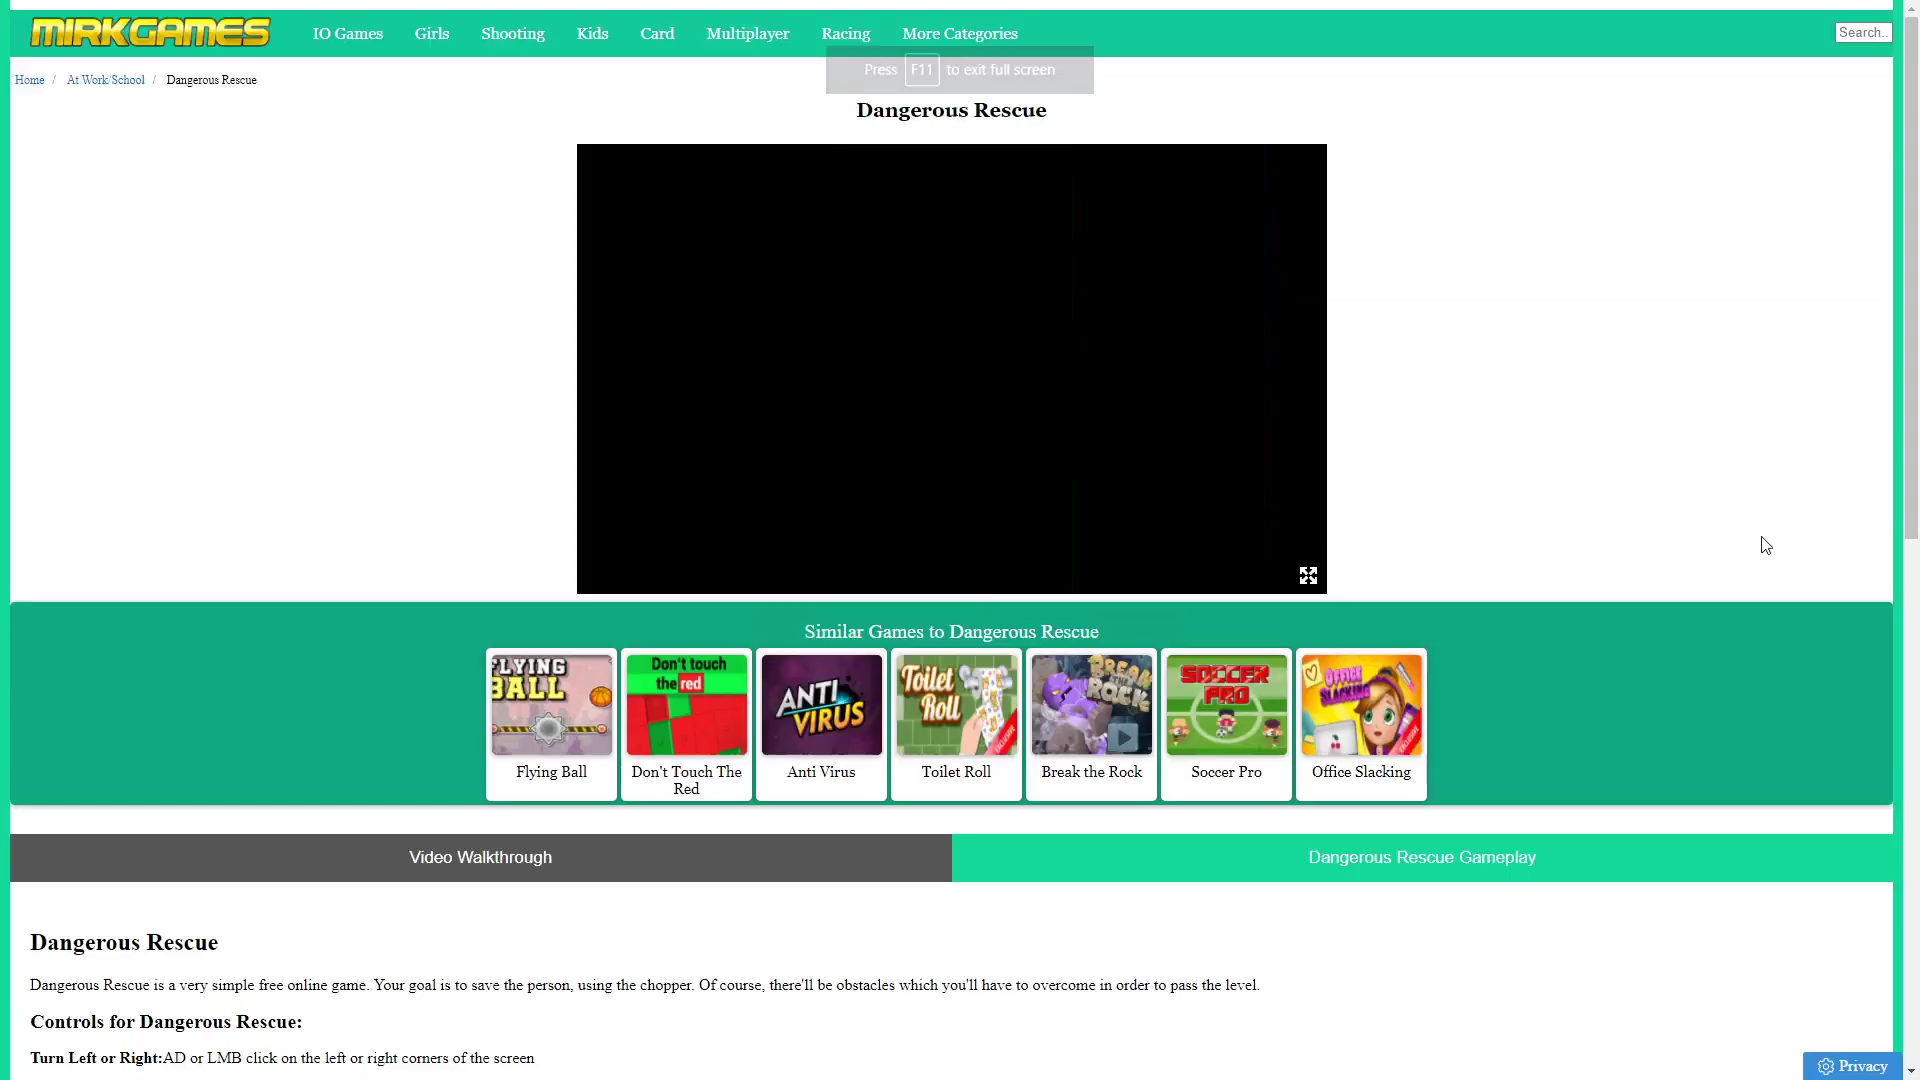 MIRKGAMES IO Games Girls Shooting Kids Card Multiplayer Racing More Categories Search..
Press F11 to exit full screen
Home / At Work/School / Dangerous Rescue
Dangerous Rescue
Similar Games to Dangerous Rescue
FLYING
BALL
Don't touch
the red
ANTI
VIRUS
Toilet
Roll
EXCLUSIVE
BREAK
THE
ROCK
SOCCER
PRO
OFFICE
SLACKING
EXCLUSIVE
Flying Ball
Don't Touch The
Red
Anti Virus
Toilet Roll
Break the Rock
Soccer Pro
Office Slacking
Video Walkthrough
Dangerous Rescue Gameplay
Dangerous Rescue
Dangerous Rescue is a very simple free online game. Your goal is to save the person, using the chopper. Of course, there'll be obstacles which you'll have to overcome in order to pass the level.
Controls for Dangerous Rescue:
Turn Left or Right:AD or LMB click on the left or right corners of the screen
Privacy